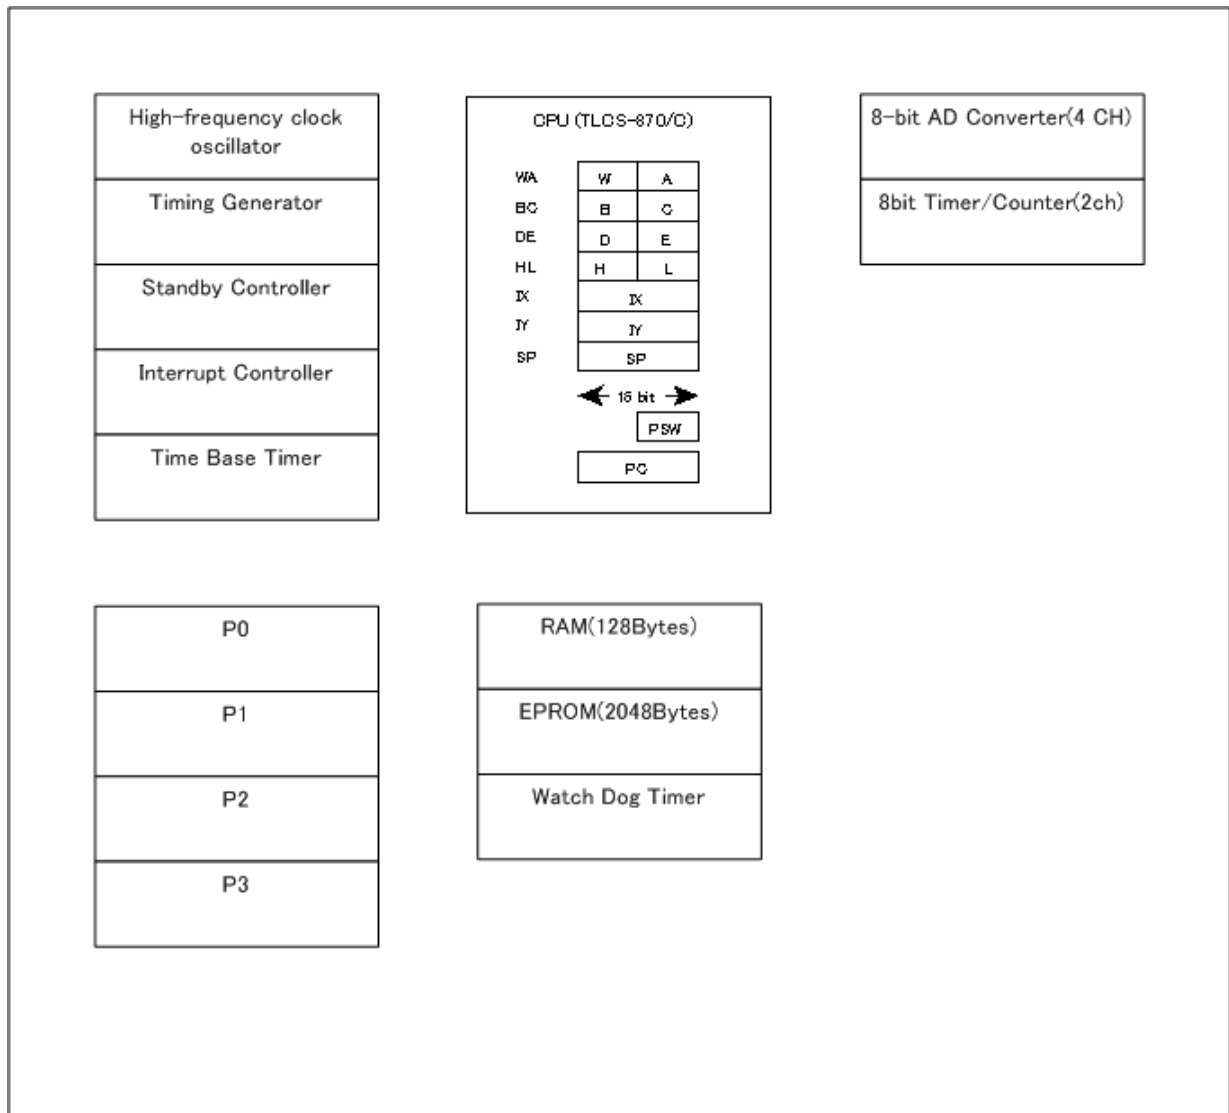 High-frequency clock
oscillator
Timing Generator
Standby Controller
Interrupt Controller
Time Base Timer
CPU (TLCS-870/C)
WA W A
BC B C
DE D E
HL H L
IX IX
IY IY
SP SP
16 bit
PSW
PC
8-bit AD Converter(4 CH)
8bit Timer/Counter(2ch)
P0
P1
P2
P3
RAM(128Bytes)
EPROM(2048Bytes)
Watch Dog Timer